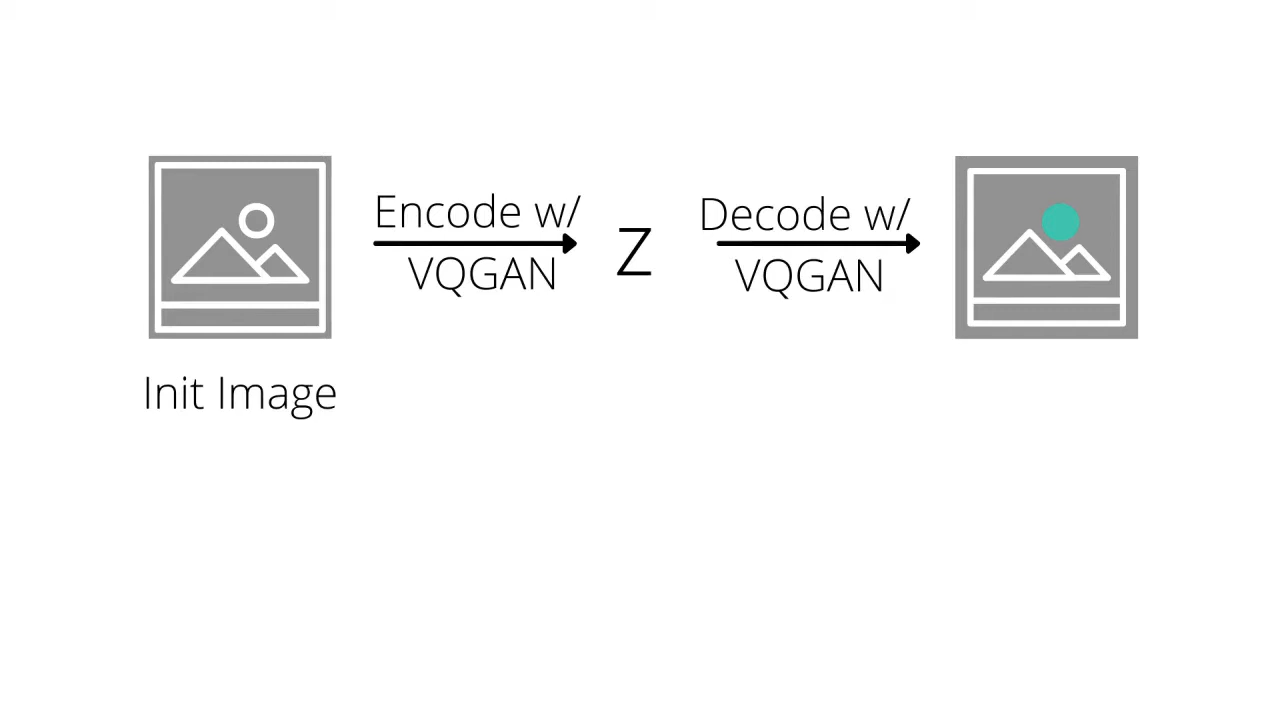 Encode w/
VQGAN
Z
Decode w/
VQGAN
Init Image